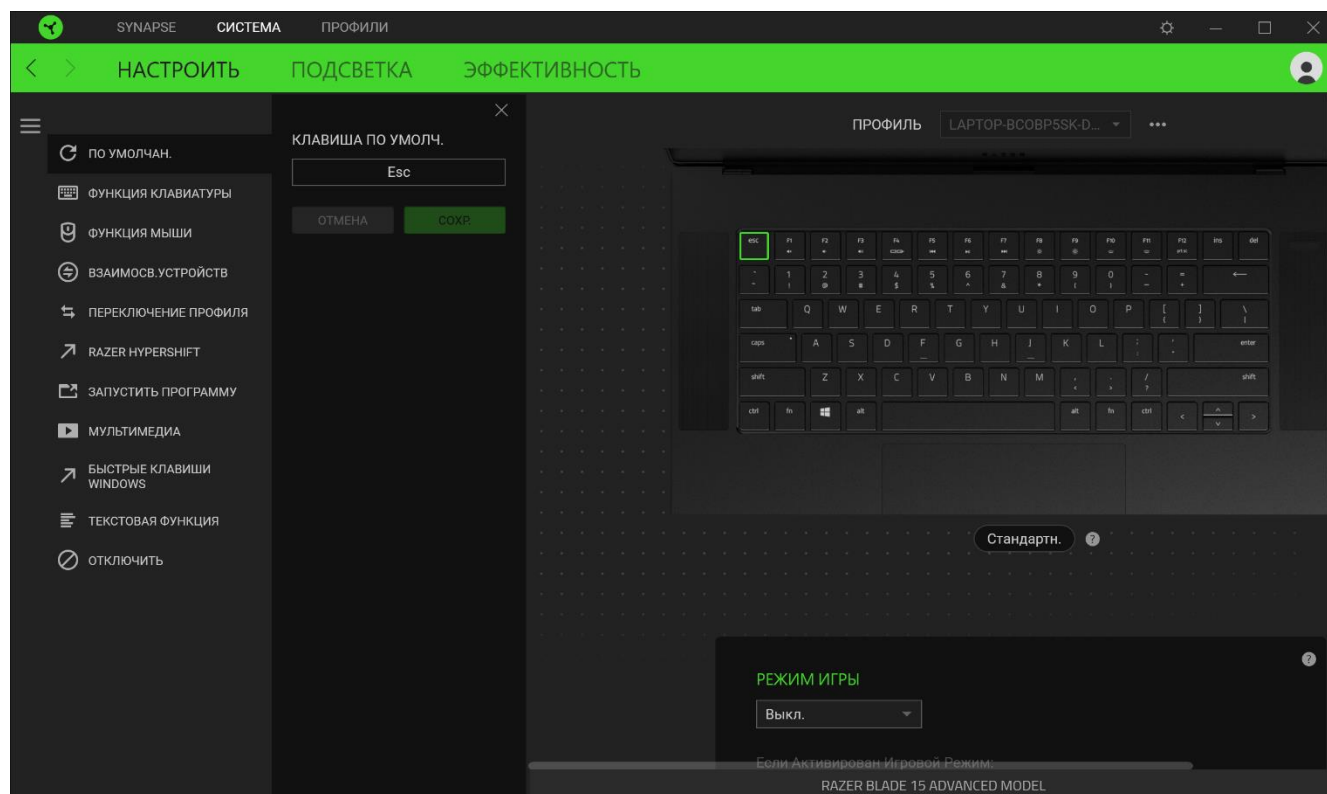 SYNAPSE СИСТЕМА ПРОФИЛИ
НАСТРОИТЬ ПОДСВЕТКА ЭФФЕКТИВНОСТЬ
ПО УМОЛЧАН.
ФУНКЦИЯ КЛАВИАТУРЫ
ФУНКЦИЯ МЫШИ
ВЗАИМОСВ.УСТРОЙСТВ
ПЕРЕКЛЮЧЕНИЕ ПРОФИЛЯ
RAZER HYPERSHIFT
ЗАПУСТИТЬ ПРОГРАММУ
МУЛЬТИМЕДИА
БЫСТРЫЕ КЛАВИШИ
WINDOWS
ТЕКСТОВАЯ ФУНКЦИЯ
ОТКЛЮЧИТЬ
КЛАВИША ПО УМОЛЧ.
Esc
ОТМЕНА СОХР.
ПРОФИЛЬ LAPTOP-BCOBP5SK-D...
esc F1 F2 F3 F4 F5 F6 F7 F8 F9 F10 F11 F12 ins del
1 2 3 4 5 6 7 8 9 0 - =
tab Q W E R T Y U I O P [ ] \
caps A S D F G H J K L ; ' enter
shift Z X C V B N M , . / shift
ctrl fn alt alt fn ctrl < ^ >
Стандартн.
РЕЖИМ ИГРЫ
Выкл.
Если Активирован Игровой Режим:
RAZER BLADE 15 ADVANCED MODEL